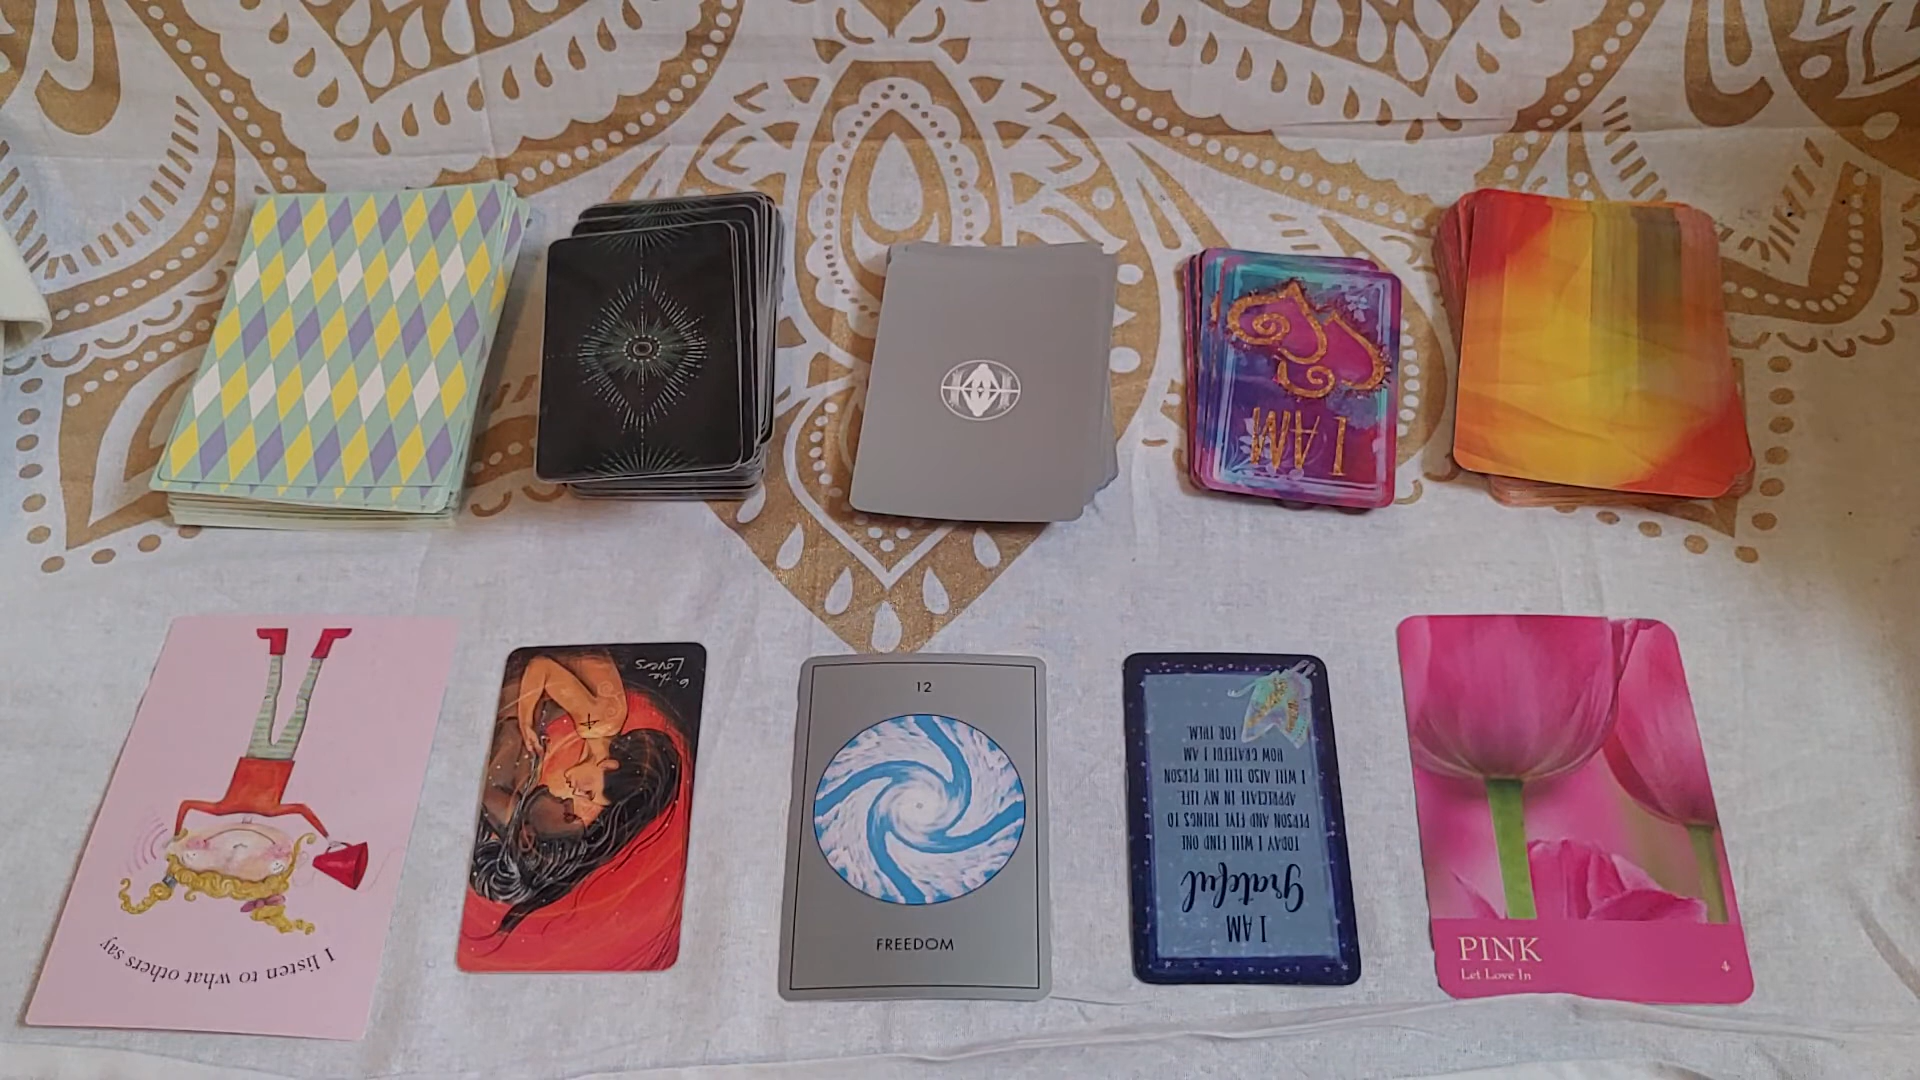 I AM
I listen to what others say
6. the
Lovers
12
FREEDOM
I AM
Grateful
TODAY I WILL FIND ONE
PERSON AND FIVE THINGS TO
APPRECIATE IN MY LIFE.
I WILL ALSO TELL THE PERSON
HOW GRATEFUL I AM
FOR THEM.
PINK
Let Love In
4